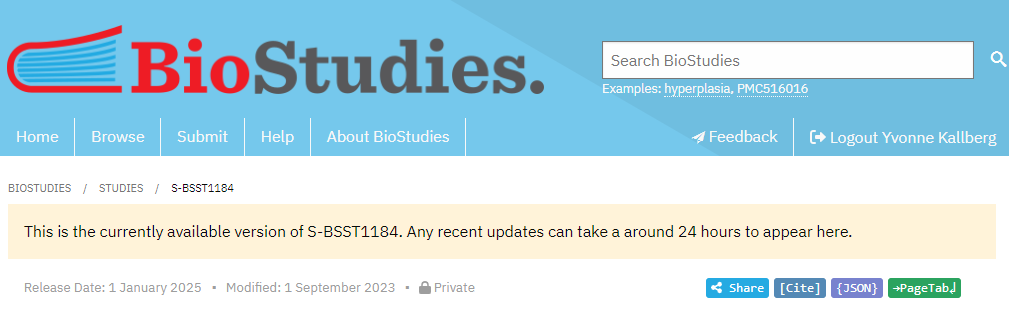 BioStudies.
Search BioStudies
Examples: hyperplasia, PMC516016
Home Browse Submit Help About BioStudies Feedback Logout Yvonne Kallberg
BIOSTUDIES / STUDIES / S-BSST1184
This is the currently available version of S-BSST1184. Any recent updates can take a around 24 hours to appear here.
Release Date: 1 January 2025 • Modified: 1 September 2023 • Private Share [Cite] {JSON} →PageTab↲